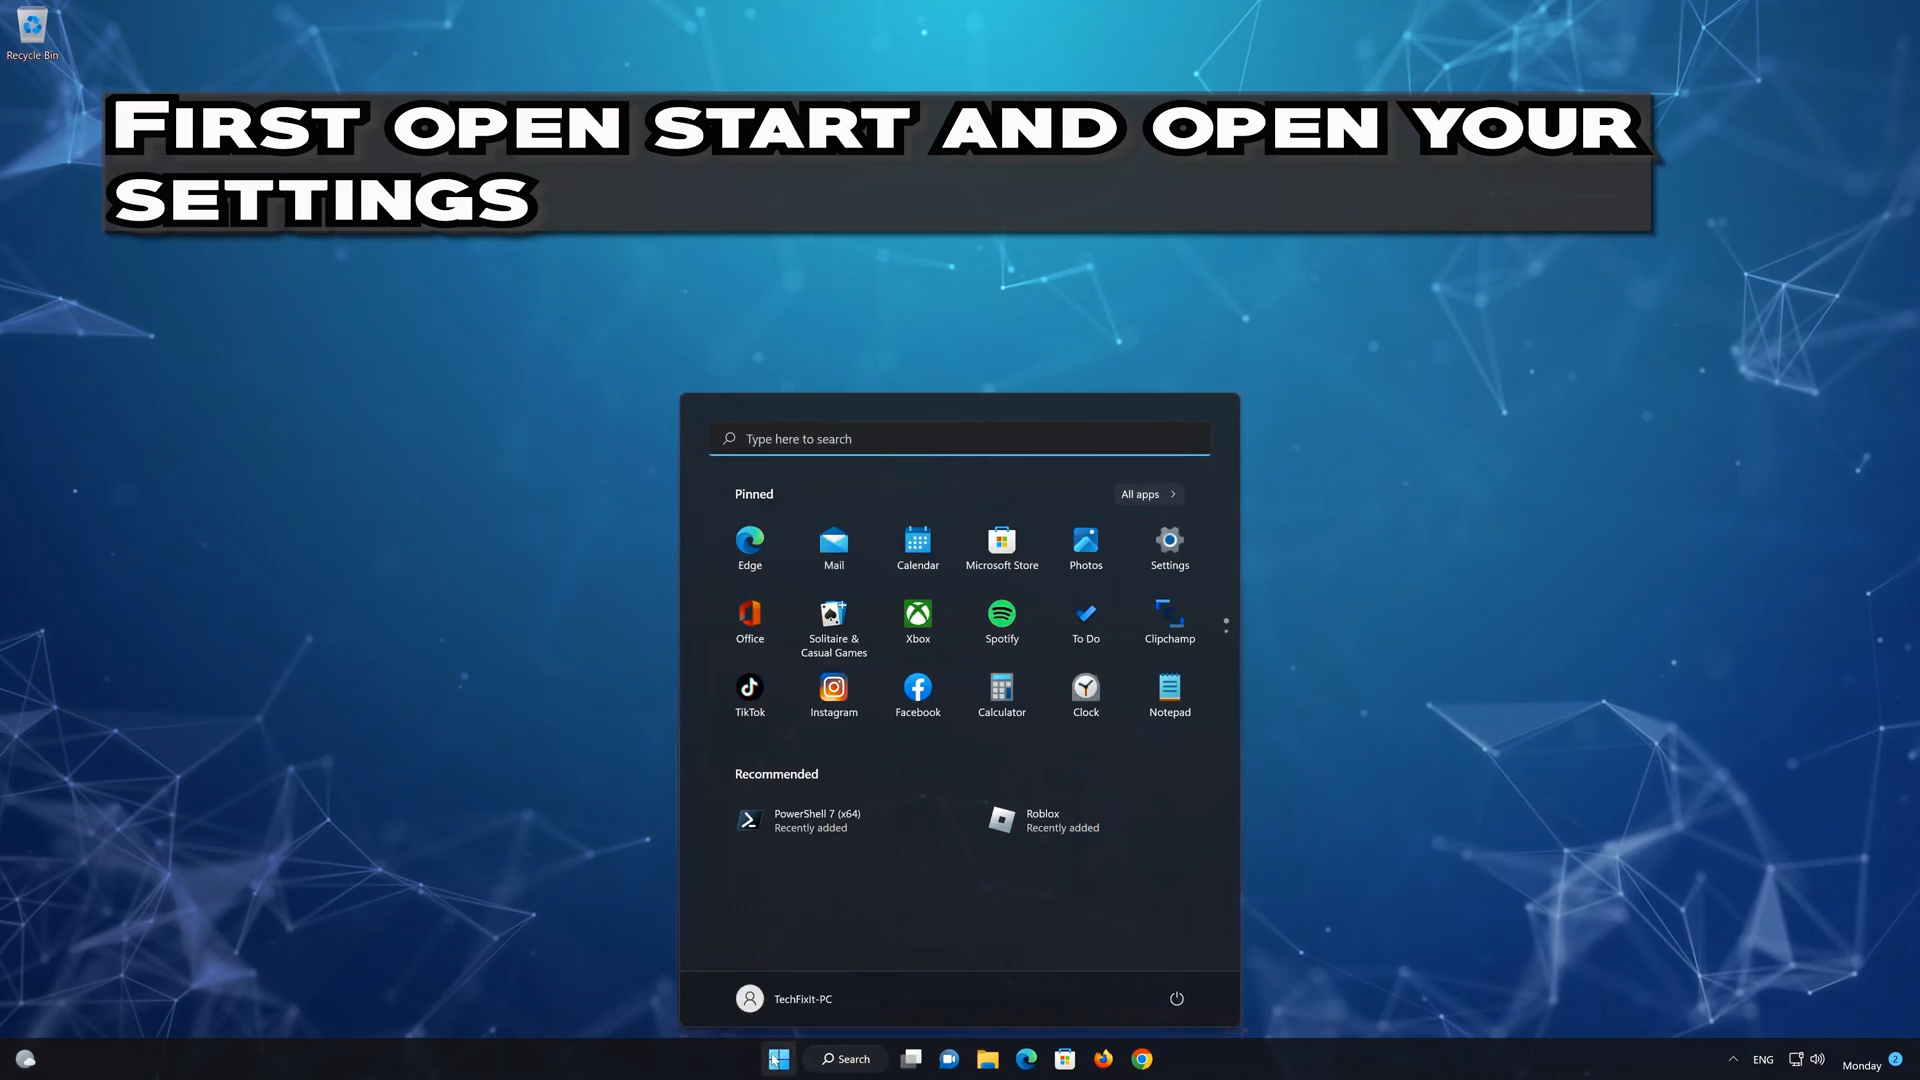 Recycle Bin
First open start and open your
settings
Type here to search
Pinned
All apps
Edge
Mail
Calendar
Microsoft Store
Photos
Settings
Office
Solitaire &
Casual Games
Xbox
Spotify
To Do
Clipchamp
TikTok
Instagram
Facebook
Calculator
Clock
Notepad
Recommended
PowerShell 7 (x64)
Recently added
Roblox
Recently added
TechFixIt-PC
Search
ENG
Monday
2